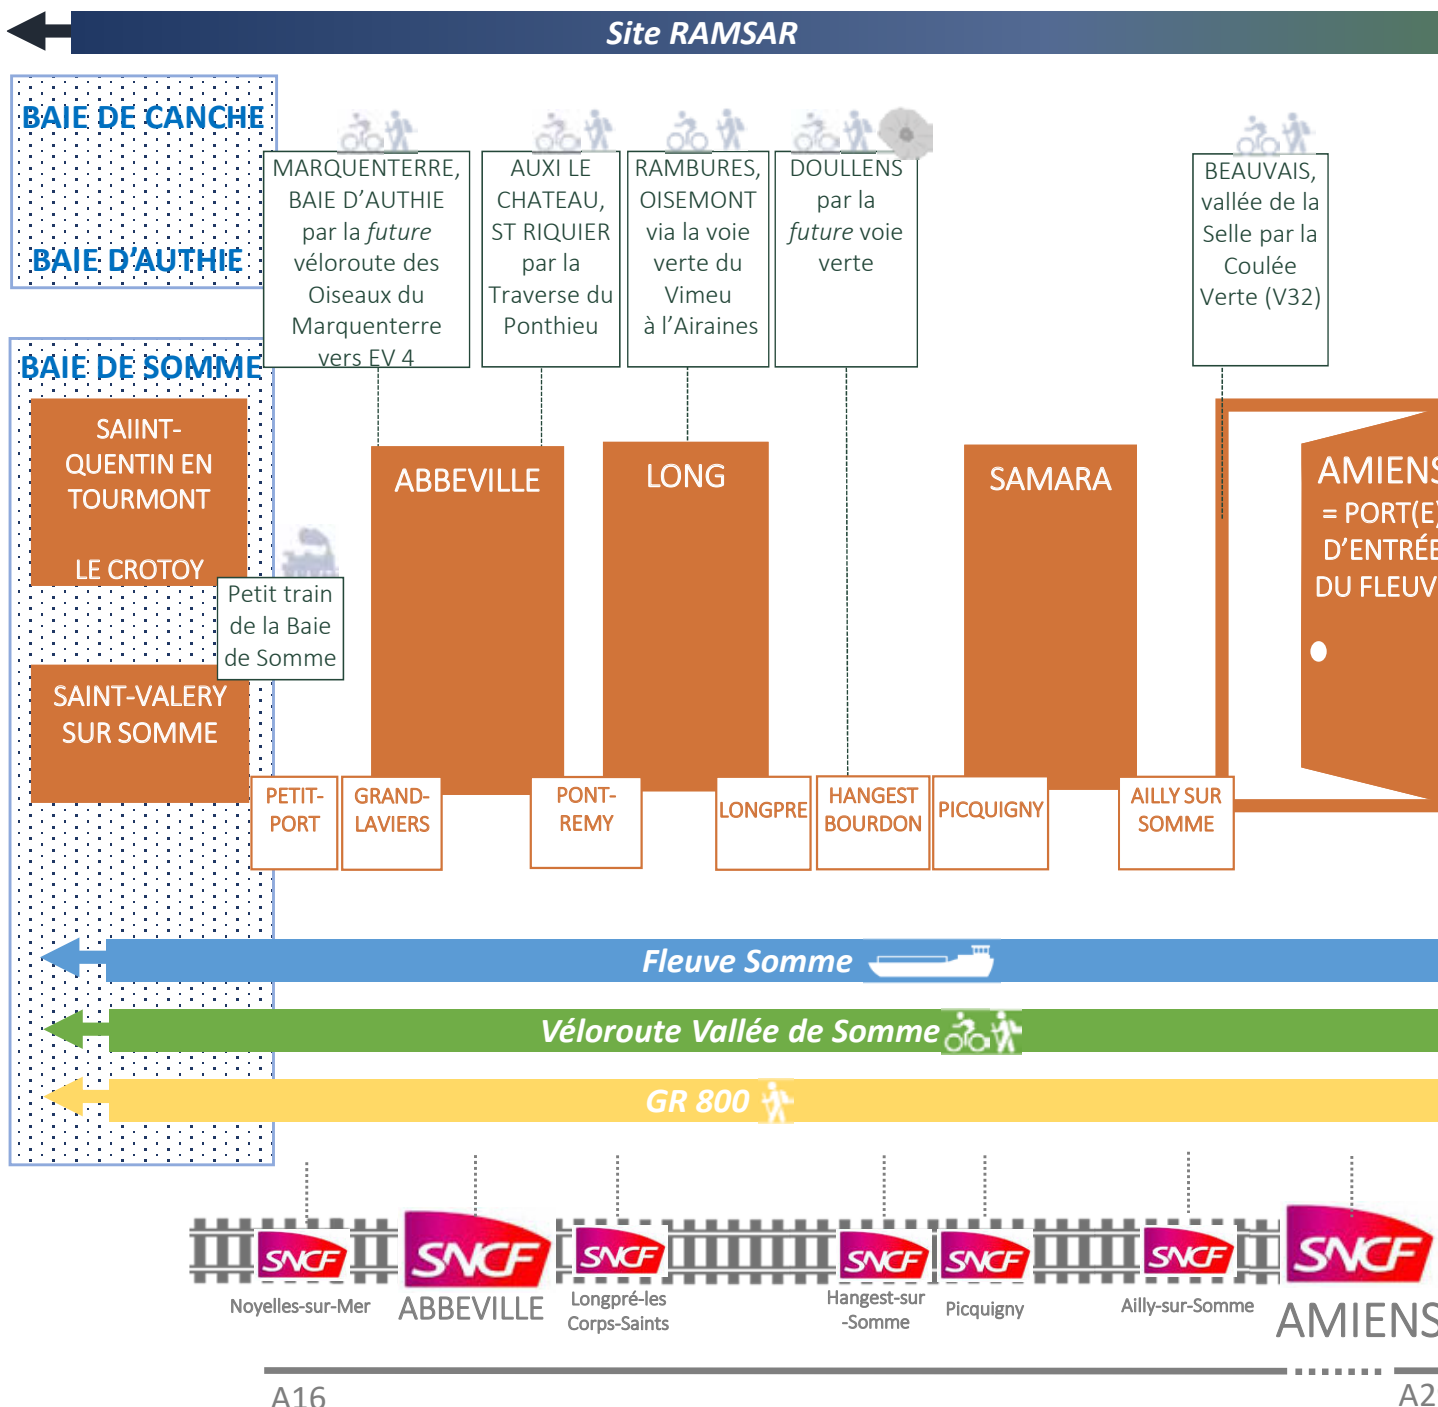 Site RAMSAR
BAIE DE CANCHE
BAIE D'AUTHIE
MARQUENTERRE,
BAIE D'AUTHIE
par la future
véloroute des
Oiseaux du
Marquenterre
vers EV 4
AUXI LE
CHATEAU,
ST RIQUIER
par la
Traverse du
Ponthieu
RAMBURES,
OISEMONT
via la voie
verte du
Vimeu
à l'Airaines
DOULLENS
par la
future voie
verte
BEAUVAIS,
vallée de la
Selle par la
Coulée
Verte (V32)
BAIE DE SOMME
SAIINT-
QUENTIN EN
TOURMONT
LE CROTOY
Petit train
de la Baie
de Somme
SAINT-VALERY
SUR SOMME
ABBEVILLE
LONG
SAMARA
AMIENS
= PORT(E)
D'ENTRÉE
DU FLEUV
PETIT-
PORT
GRAND-
LAVIERS
PONT-
REMY
LONGPRE
HANGEST
BOURDON
PICQUIGNY
AILLY SUR
SOMME
Fleuve Somme
Véloroute Vallée de Somme
GR 800
SNCF
SNCF
SNCF
SNCF
SNCF
SNCF
SNCF
Noyelles-sur-Mer
ABBEVILLE
Longpré-les
Corps-Saints
Hangest-sur
-Somme
Picquigny
Ailly-sur-Somme
AMIENS
A16
A2